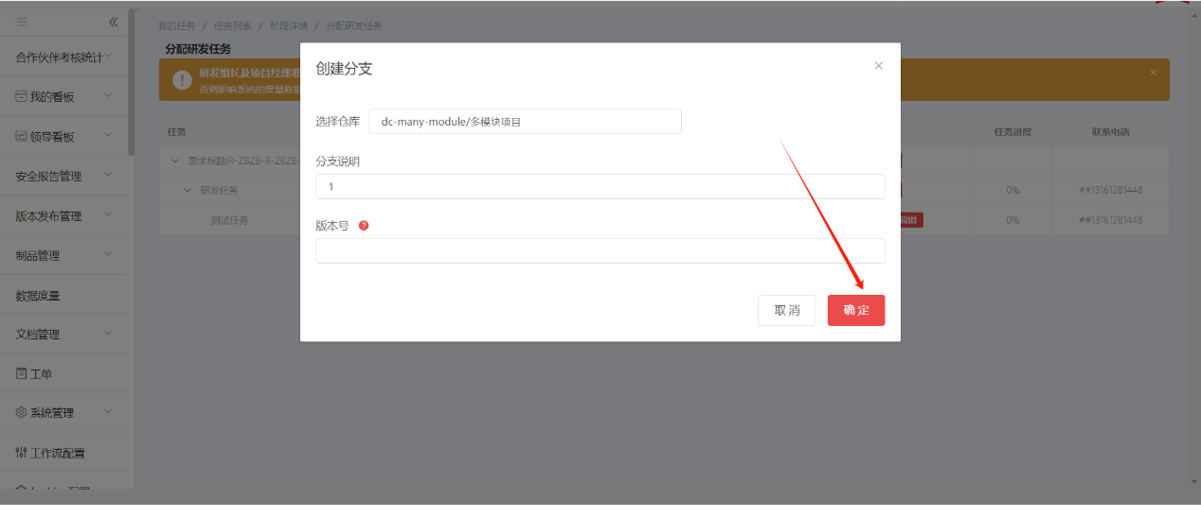 我的任务 / 任务列表 / 阶段详情 / 分配研发任务
分配研发任务
研发组长及项目经理准
否则影响系统的度量数据
合作伙伴考核统计
我的看板
领导看板
安全报告管理
版本发布管理
制品管理
数据度量
文档管理
工单
系统管理
工作流配置
任务
任务进度
联系电话
需求标题(R-ZBZB-R-ZBZB-
研发任务
0%
##13161281448
测试任务
编辑
0%
##13161281448
创建分支
选择仓库
dc-many-module/多模块项目
分支说明
1
版本号
取 消
确 定